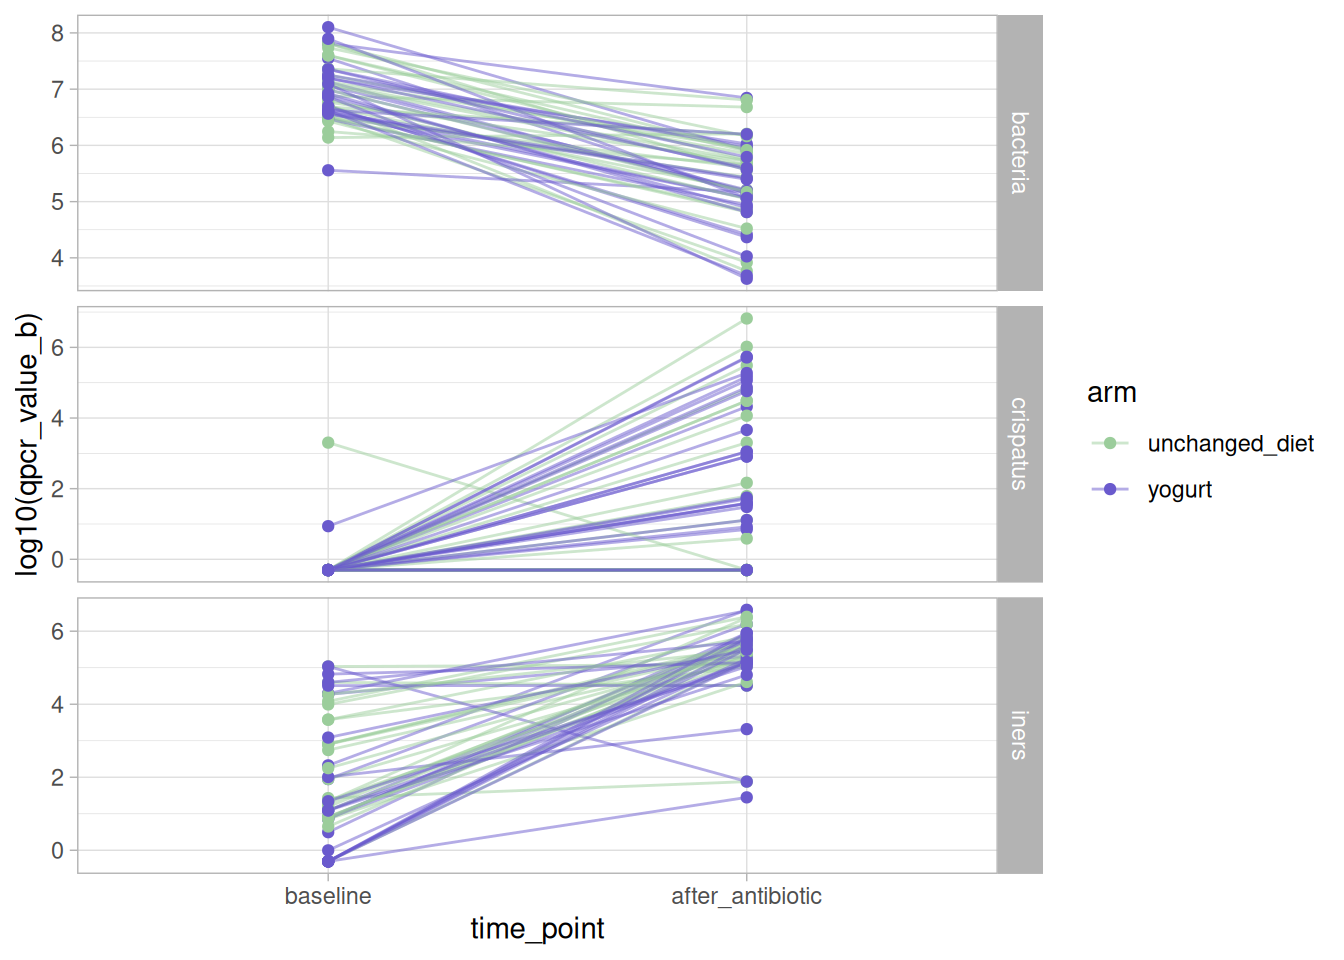 8
7
6
5
4
bacteria
6
4
2
0
crispatus
6
4
2
0
iners
log10(qpcr_value_b)
baseline
after_antibiotic
time_point
arm
unchanged_diet
yogurt